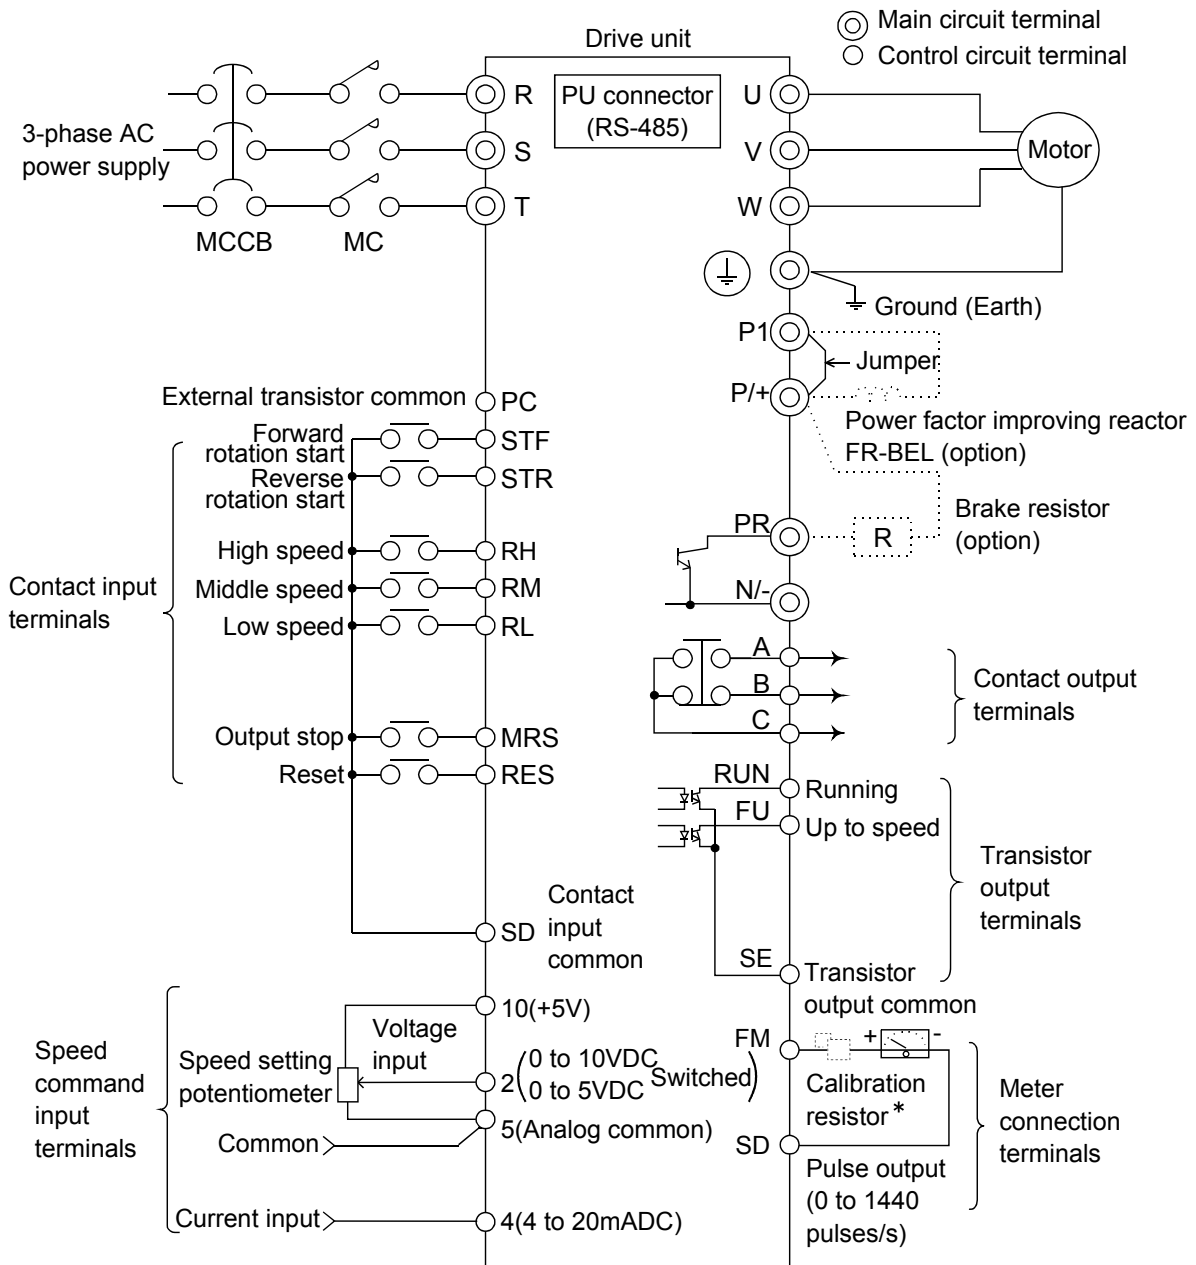 Main circuit terminal
Control circuit terminal
Drive unit
PU connector
(RS-485)
3-phase AC
power supply
R
S
T
MCCB
MC
U
V
W
Motor
Ground (Earth)
P1
Jumper
P/+
Power factor improving reactor
FR-BEL (option)
Brake resistor
(option)
PR
R
N/-
External transistor common
PC
Forward
rotation start
STF
Reverse
rotation start
STR
High speed
RH
Middle speed
RM
Low speed
RL
Contact input
terminals
Output stop
MRS
Reset
RES
SD
Contact
input
common
A
B
C
Contact output
terminals
RUN
Running
FU
Up to speed
Transistor
output
terminals
SE
Transistor
output common
Speed
command
input
terminals
10(+5V)
Voltage
input
Speed setting
potentiometer
2
0 to 10VDC
0 to 5VDC
Switched
5(Analog common)
Common
Current input
4(4 to 20mADC)
FM
+
-
Calibration
resistor*
SD
Meter
connection
terminals
Pulse output
(0 to 1440
pulses/s)